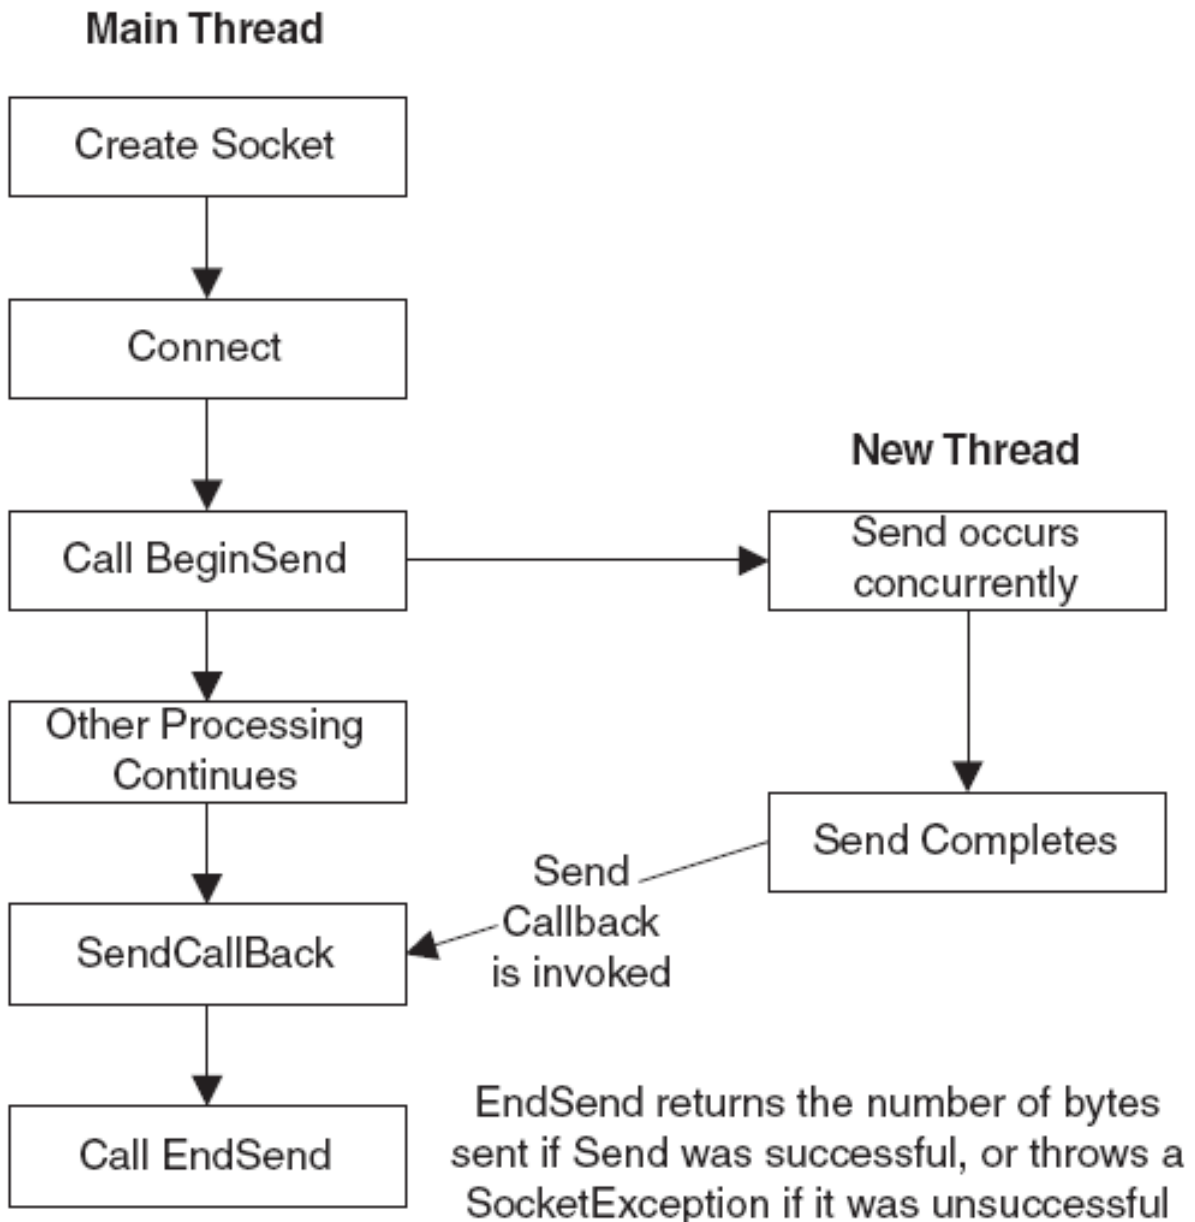 Main Thread
Create Socket
Connect
New Thread
Call BeginSend
Send occurs
concurrently
Other Processing
Continues
Send Completes
Send
Callback
is invoked
SendCallBack
Call EndSend
EndSend returns the number of bytes
sent if Send was successful, or throws a
SocketException if it was unsuccessful